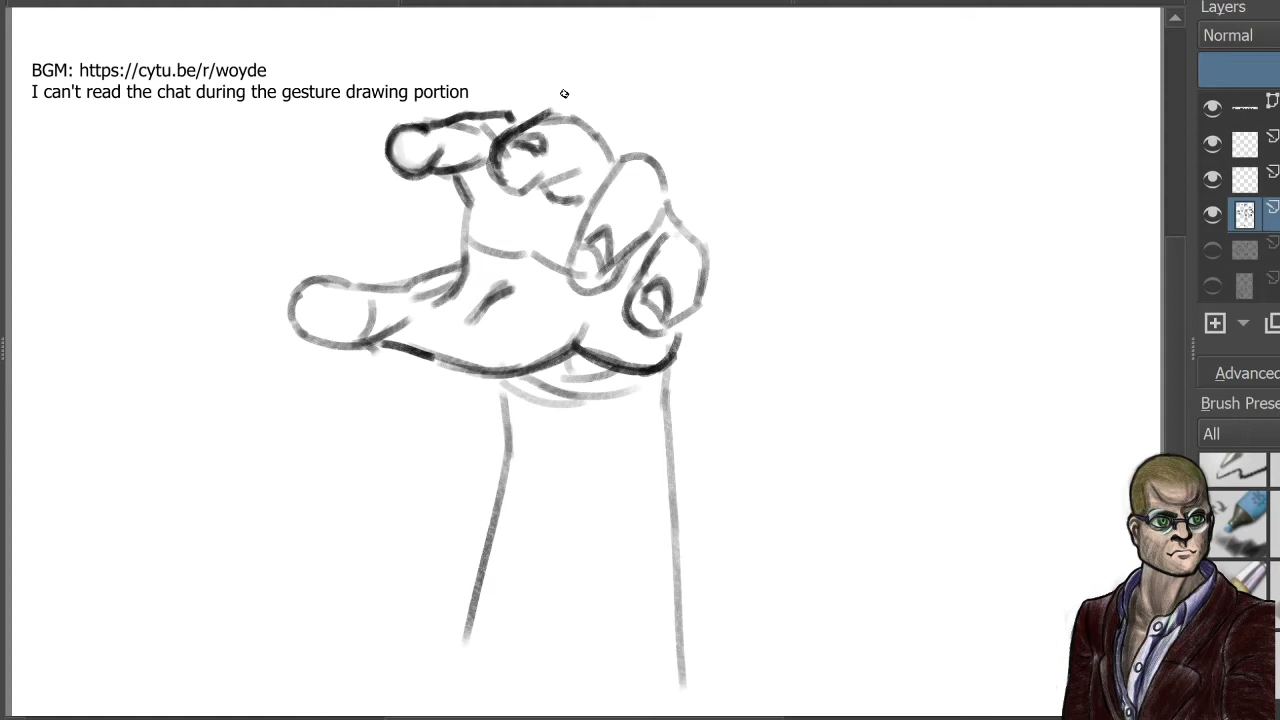 Layers
Normal
BGM: https://cytu.be/r/woyde
I can't read the chat during the gesture drawing portion
Advanced
Brush Prese
All